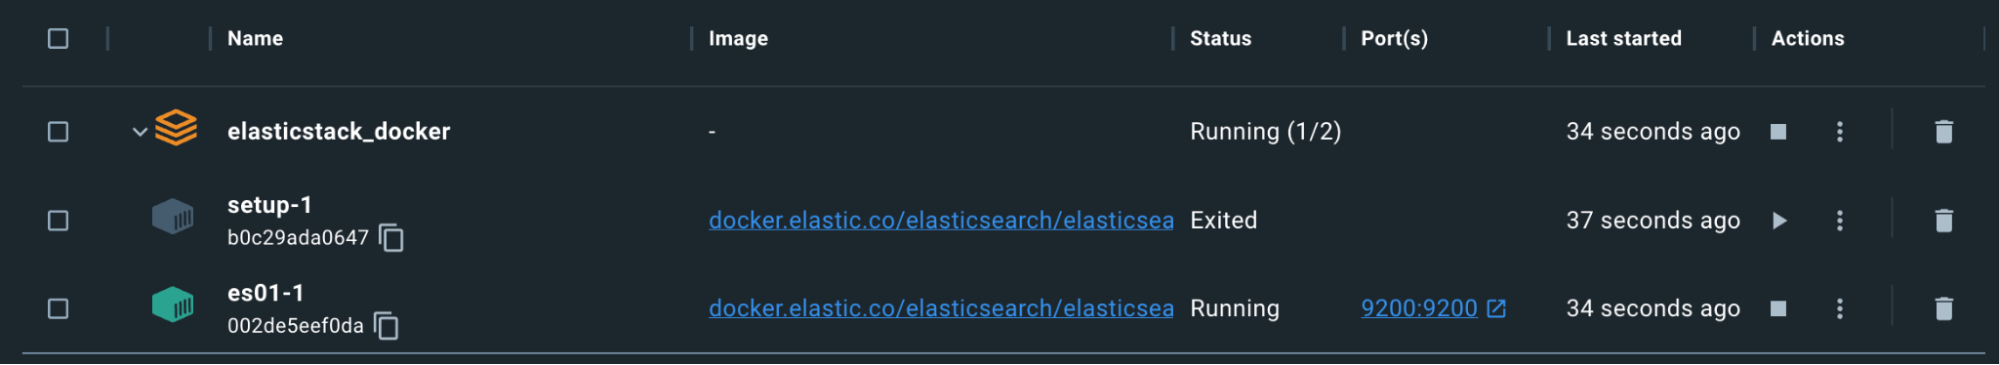 Name Image Status Port(s) Last started Actions
elasticstack_docker - Running (1/2) 34 seconds ago
setup-1
b0c29ada0647 docker.elastic.co/elasticsearch/elasticsea Exited 37 seconds ago
es01-1
002de5eef0da docker.elastic.co/elasticsearch/elasticsea Running 9200:9200 34 seconds ago